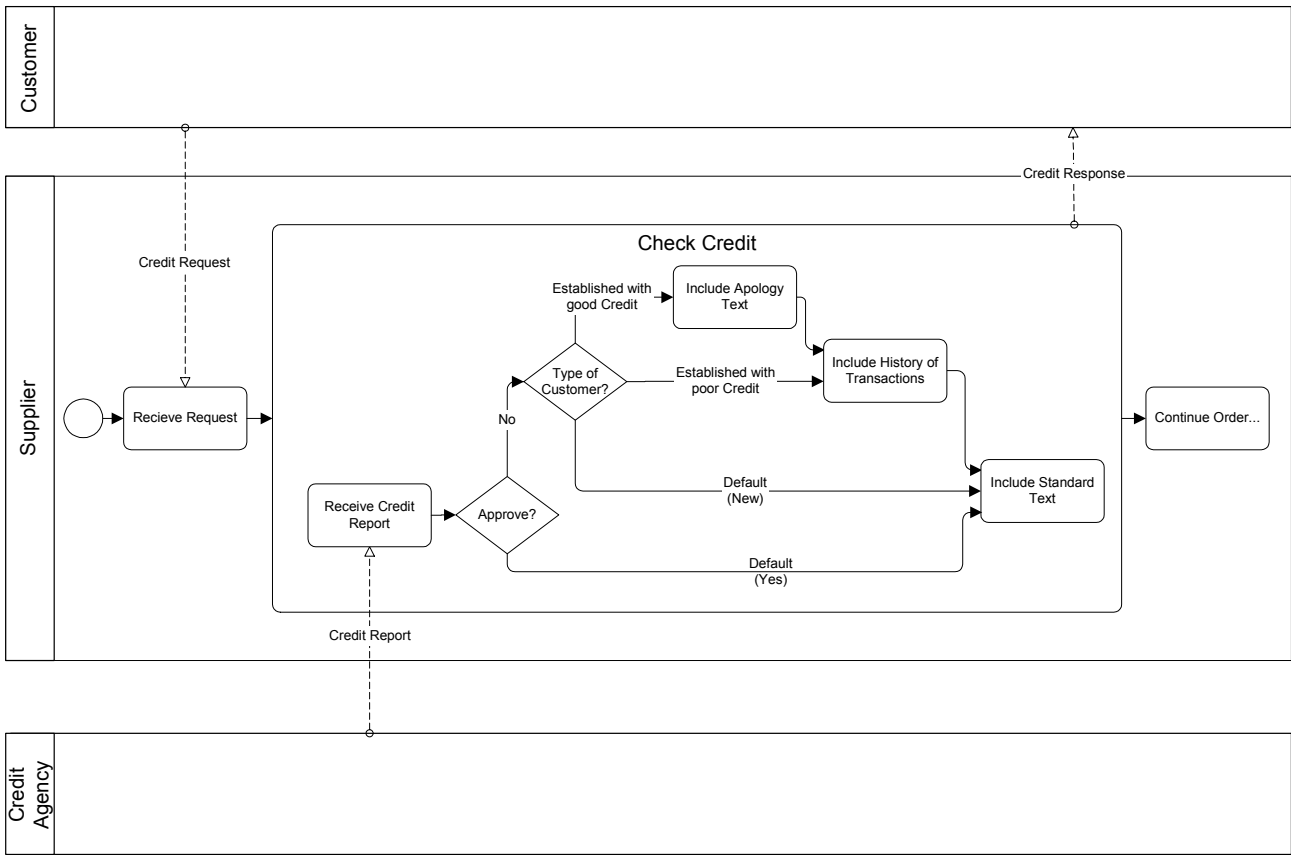 Customer
Credit Request
Credit Response
Supplier
Recieve Request
Check Credit
Established with
good Credit
Include Apology
Text
Type of
Customer?
Established with
poor Credit
Include History of
Transactions
No
Receive Credit
Report
Approve?
Default
(New)
Default
(Yes)
Include Standard
Text
Continue Order...
Credit Report
Credit
Agency